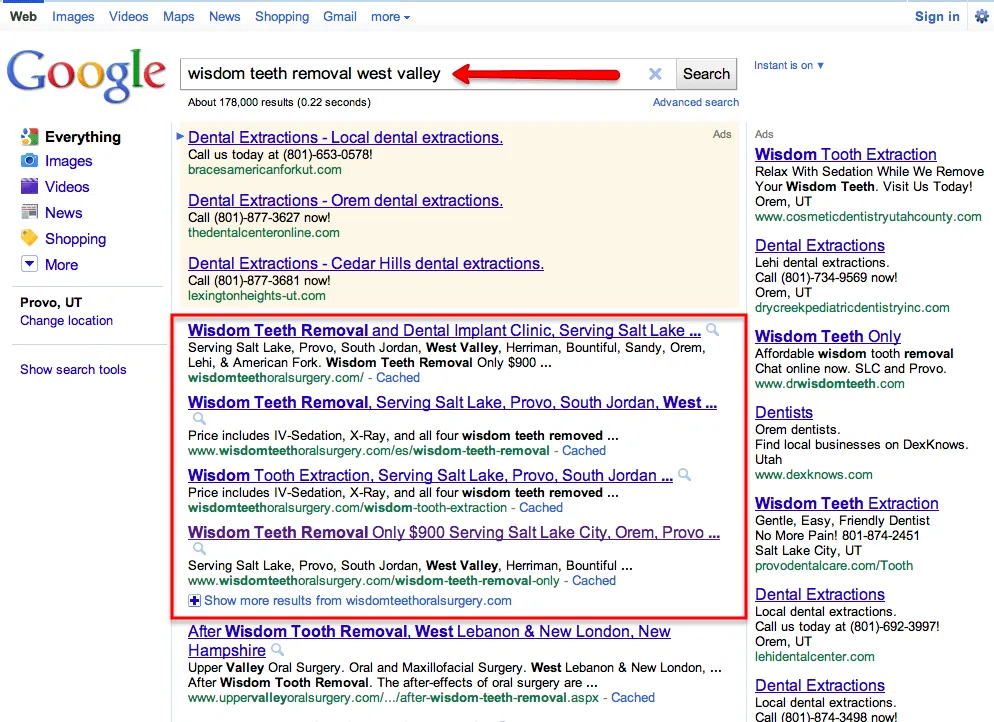 Web Images Videos Maps News Shopping Gmail more Sign in
Google
wisdom teeth removal west valley
Search
Instant is on ▼
About 178,000 results (0.22 seconds)
Advanced search
Everything
Images
Videos
News
Shopping
More
Provo, UT
Change location
Show search tools
Ads
Dental Extractions - Local dental extractions.
Call us today at (801)-653-0578!
bracesamericanforkut.com
Dental Extractions - Orem dental extractions.
Call (801)-877-3627 now!
thedentalcenteronline.com
Dental Extractions - Cedar Hills dental extractions.
Call (801)-877-3681 now!
lexingtonheights-ut.com
Wisdom Teeth Removal and Dental Implant Clinic, Serving Salt Lake ...
Serving Salt Lake, Provo, South Jordan, West Valley, Herriman, Bountiful, Sandy, Orem,
Lehi, & American Fork. Wisdom Teeth Removal Only $900 ...
wisdomteethoralsurgery.com/ - Cached
Wisdom Teeth Removal, Serving Salt Lake, Provo, South Jordan, West ...
Price includes IV-Sedation, X-Ray, and all four wisdom teeth removed ...
www.wisdomteethoralsurgery.com/es/wisdom-teeth-removal - Cached
Wisdom Tooth Extraction, Serving Salt Lake, Provo, South Jordan ...
Price includes IV-Sedation, X-Ray, and all four wisdom teeth removed ...
wisdomteethoralsurgery.com/wisdom-tooth-extraction - Cached
Wisdom Teeth Removal Only $900 Serving Salt Lake City, Orem, Provo ...
Serving Salt Lake, Provo, South Jordan, West Valley, Herriman, Bountiful ...
www.wisdomteethoralsurgery.com/wisdom-teeth-removal-only - Cached
Show more results from wisdomteethoralsurgery.com
After Wisdom Tooth Removal, West Lebanon & New London, New
Hampshire
Upper Valley Oral Surgery. Oral and Maxillofacial Surgery. West Lebanon & New London, ...
After Wisdom Tooth Removal. The after-effects of oral surgery are ...
www.uppervalleyoralsurgery.com/.../after-wisdom-teeth-removal.aspx - Cached
Ads
Wisdom Tooth Extraction
Relax With Sedation While We Remove
Your Wisdom Teeth. Visit Us Today!
Orem, UT
www.cosmeticdentistryutahcounty.com
Dental Extractions
Lehi dental extractions.
Call (801)-734-9569 now!
Orem, UT
drycreekpediatricdentistryinc.com
Wisdom Teeth Only
Affordable wisdom tooth removal
Chat online now. SLC and Provo.
www.drwisdomteeth.com
Dentists
Orem dentists.
Find local businesses on DexKnows.
Utah
www.dexknows.com
Wisdom Teeth Extraction
Gentle, Easy, Friendly Dentist
No More Pain! 801-874-2451
Salt Lake City, UT
provodentalcare.com/Tooth
Dental Extractions
Local dental extractions.
Call us today at (801)-692-3997!
Orem, UT
lehidentalcenter.com
Dental Extractions
Local dental extractions.
Call (801)-874-3498 now!